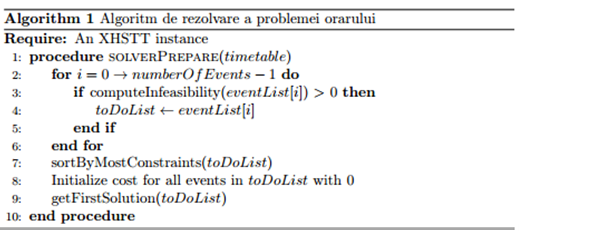 Algorithm 1 Algoritm de rezolvare a problemei orarului
Require: An XHSTT instance
1: procedure SOLVERPREPARE(timetable)
2: for i = 0 → numberOfEvents − 1 do
3: if computeInfeasibility(eventList[i]) > 0 then
4: toDoList ← eventList[i]
5: end if
6: end for
7: sortByMostConstraints(toDoList)
8: Initialize cost for all events in toDoList with 0
9: getFirstSolution(toDoList)
10: end procedure